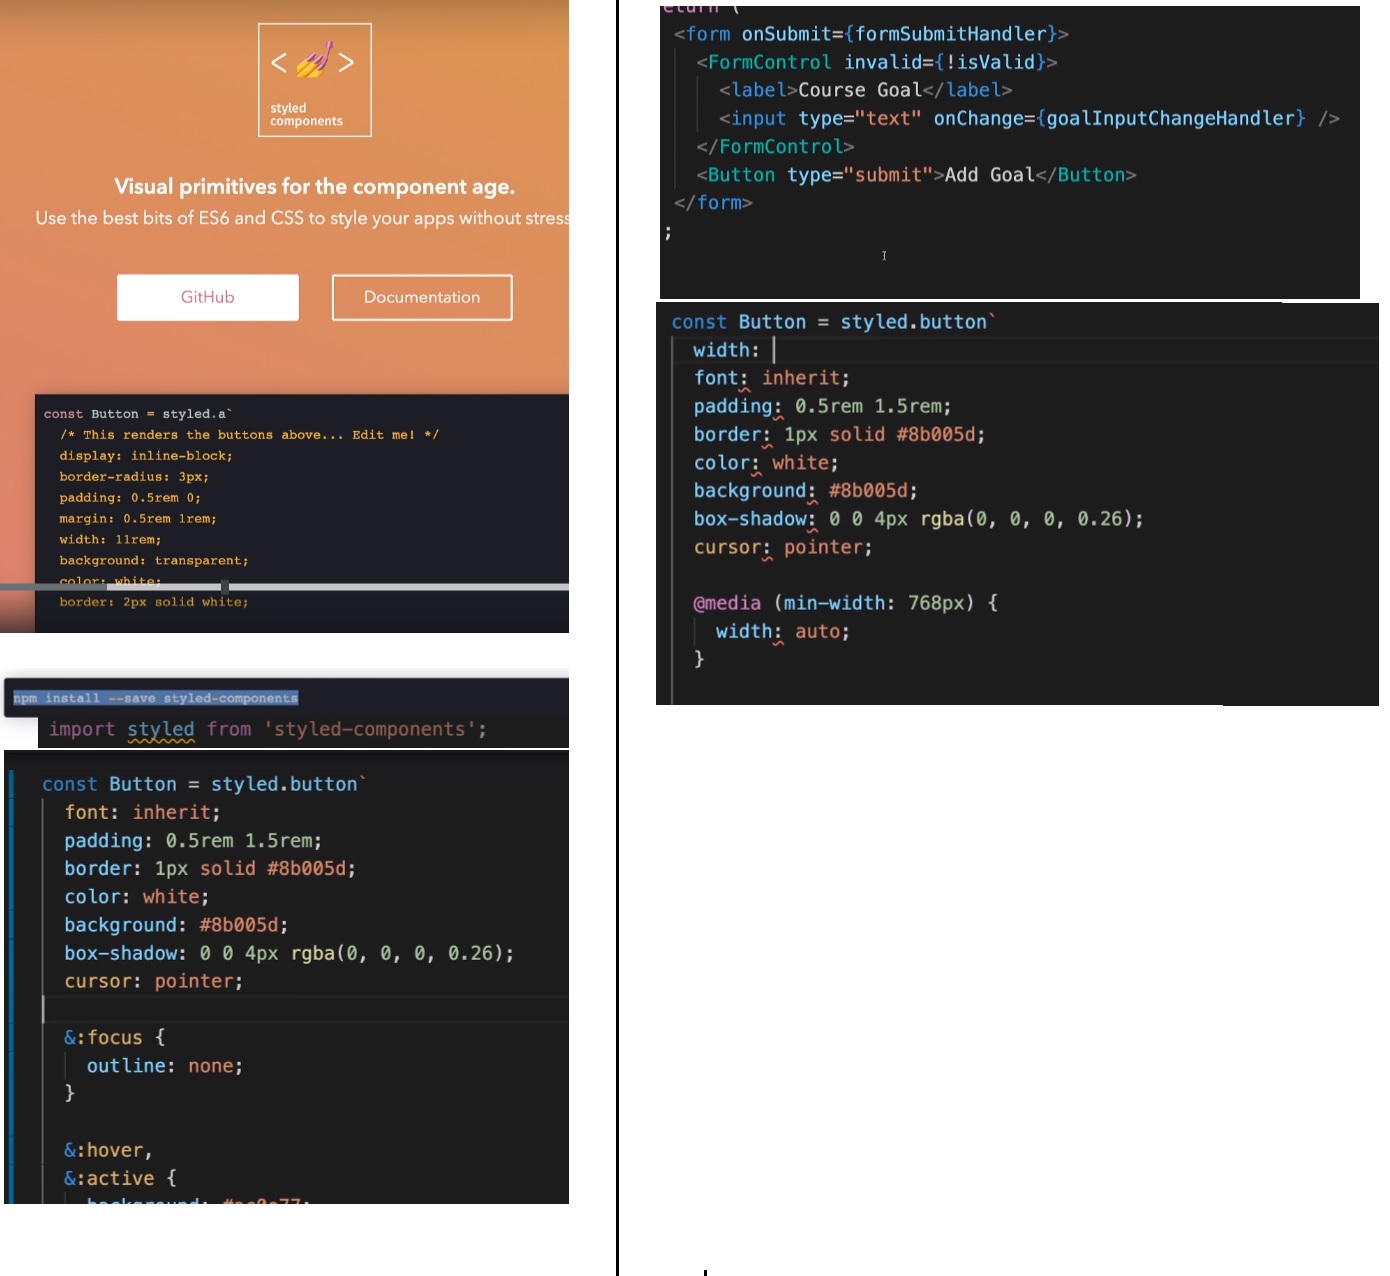 < 💅 >
styled
components
Visual primitives for the component age.
Use the best bits of ES6 and CSS to style your apps without stress
GitHub
Documentation
const Button = styled.a`
/* This renders the buttons above... Edit me! */
display: inline-block;
border-radius: 3px;
padding: 0.5rem 0;
margin: 0.5rem 1rem;
width: 11rem;
background: transparent;
color: white;
border: 2px solid white;
npm install --save styled-components
import styled from 'styled-components';
const Button = styled.button`
font: inherit;
padding: 0.5rem 1.5rem;
border: 1px solid #8b005d;
color: white;
background: #8b005d;
box-shadow: 0 0 4px rgba(0, 0, 0, 0.26);
cursor: pointer;
&:focus {
outline: none;
}
&:hover,
&:active {
background: #ac0e77;
eturn (
<form onSubmit={formSubmitHandler}>
<FormControl invalid={!isValid}>
<label>Course Goal</label>
<input type="text" onChange={goalInputChangeHandler} />
</FormControl>
<Button type="submit">Add Goal</Button>
</form>
;
const Button = styled.button`
width:
font: inherit;
padding: 0.5rem 1.5rem;
border: 1px solid #8b005d;
color: white;
background: #8b005d;
box-shadow: 0 0 4px rgba(0, 0, 0, 0.26);
cursor: pointer;
@media (min-width: 768px) {
width: auto;
}